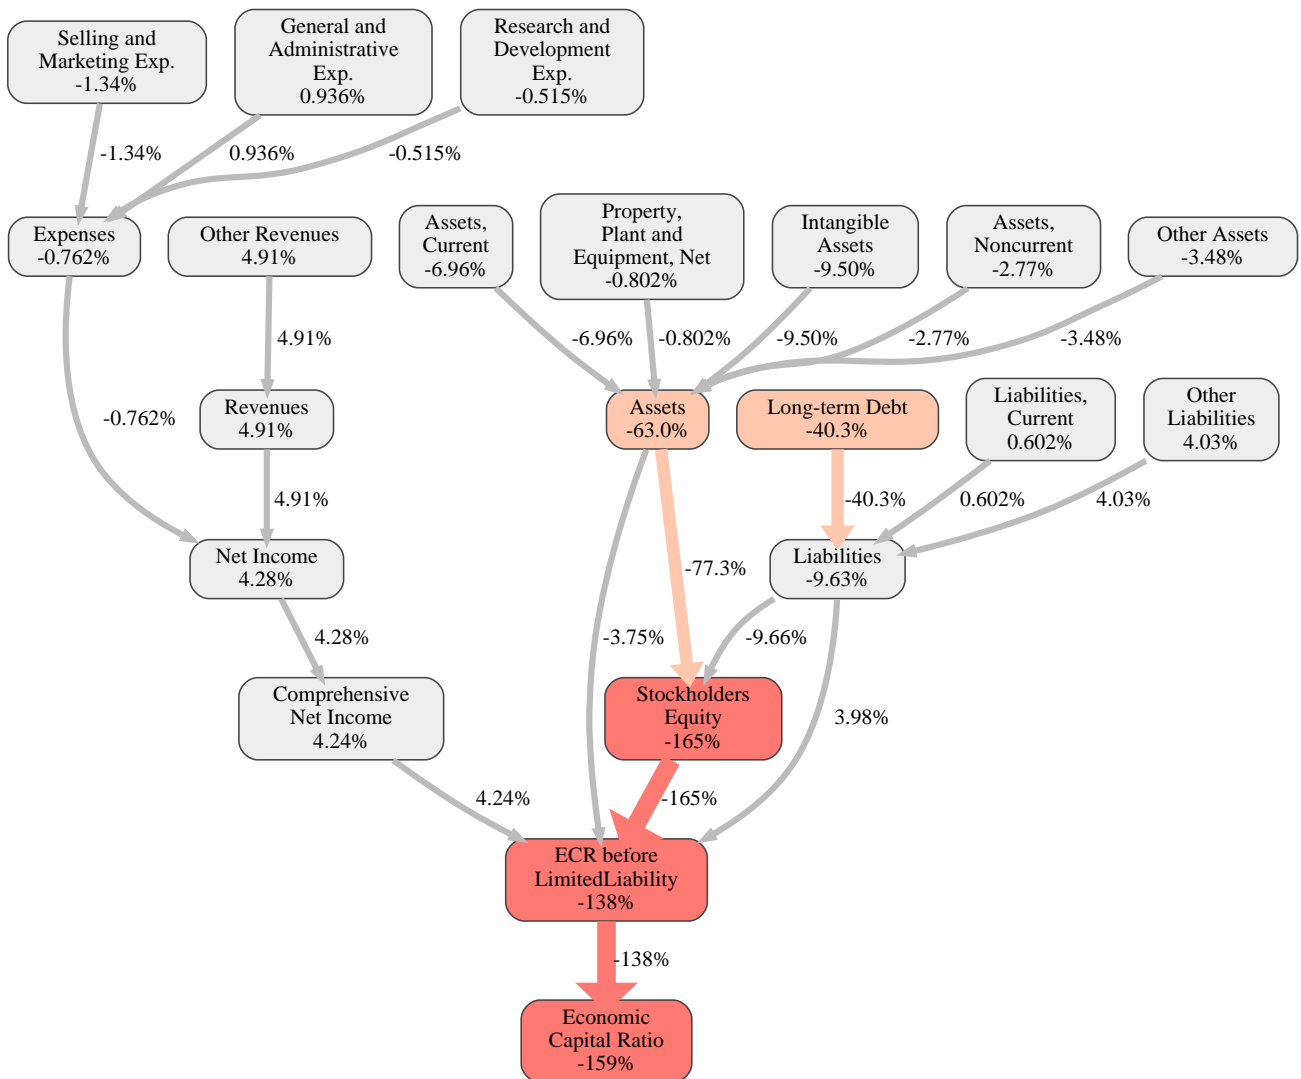 Selling and
Marketing Exp.
-1.34%
General and
Administrative
Exp.
0.936%
Research and
Development
Exp.
-0.515%
-1.34%
0.936%
-0.515%
Expenses
-0.762%
Other Revenues
4.91%
Assets,
Current
-6.96%
Property,
Plant and
Equipment, Net
-0.802%
Intangible
Assets
-9.50%
Assets,
Noncurrent
-2.77%
Other Assets
-3.48%
4.91%
-6.96%
-0.802%
-9.50%
-2.77%
-3.48%
-0.762%
Revenues
4.91%
Assets
-63.0%
Long-term Debt
-40.3%
Liabilities,
Current
0.602%
Other
Liabilities
4.03%
4.91%
-40.3%
0.602%
4.03%
Net Income
4.28%
-77.3%
Liabilities
-9.63%
4.28%
-3.75%
-9.66%
Comprehensive
Net Income
4.24%
Stockholders
Equity
-165%
3.98%
4.24%
-165%
ECR before
LimitedLiability
-138%
-138%
Economic
Capital Ratio
-159%